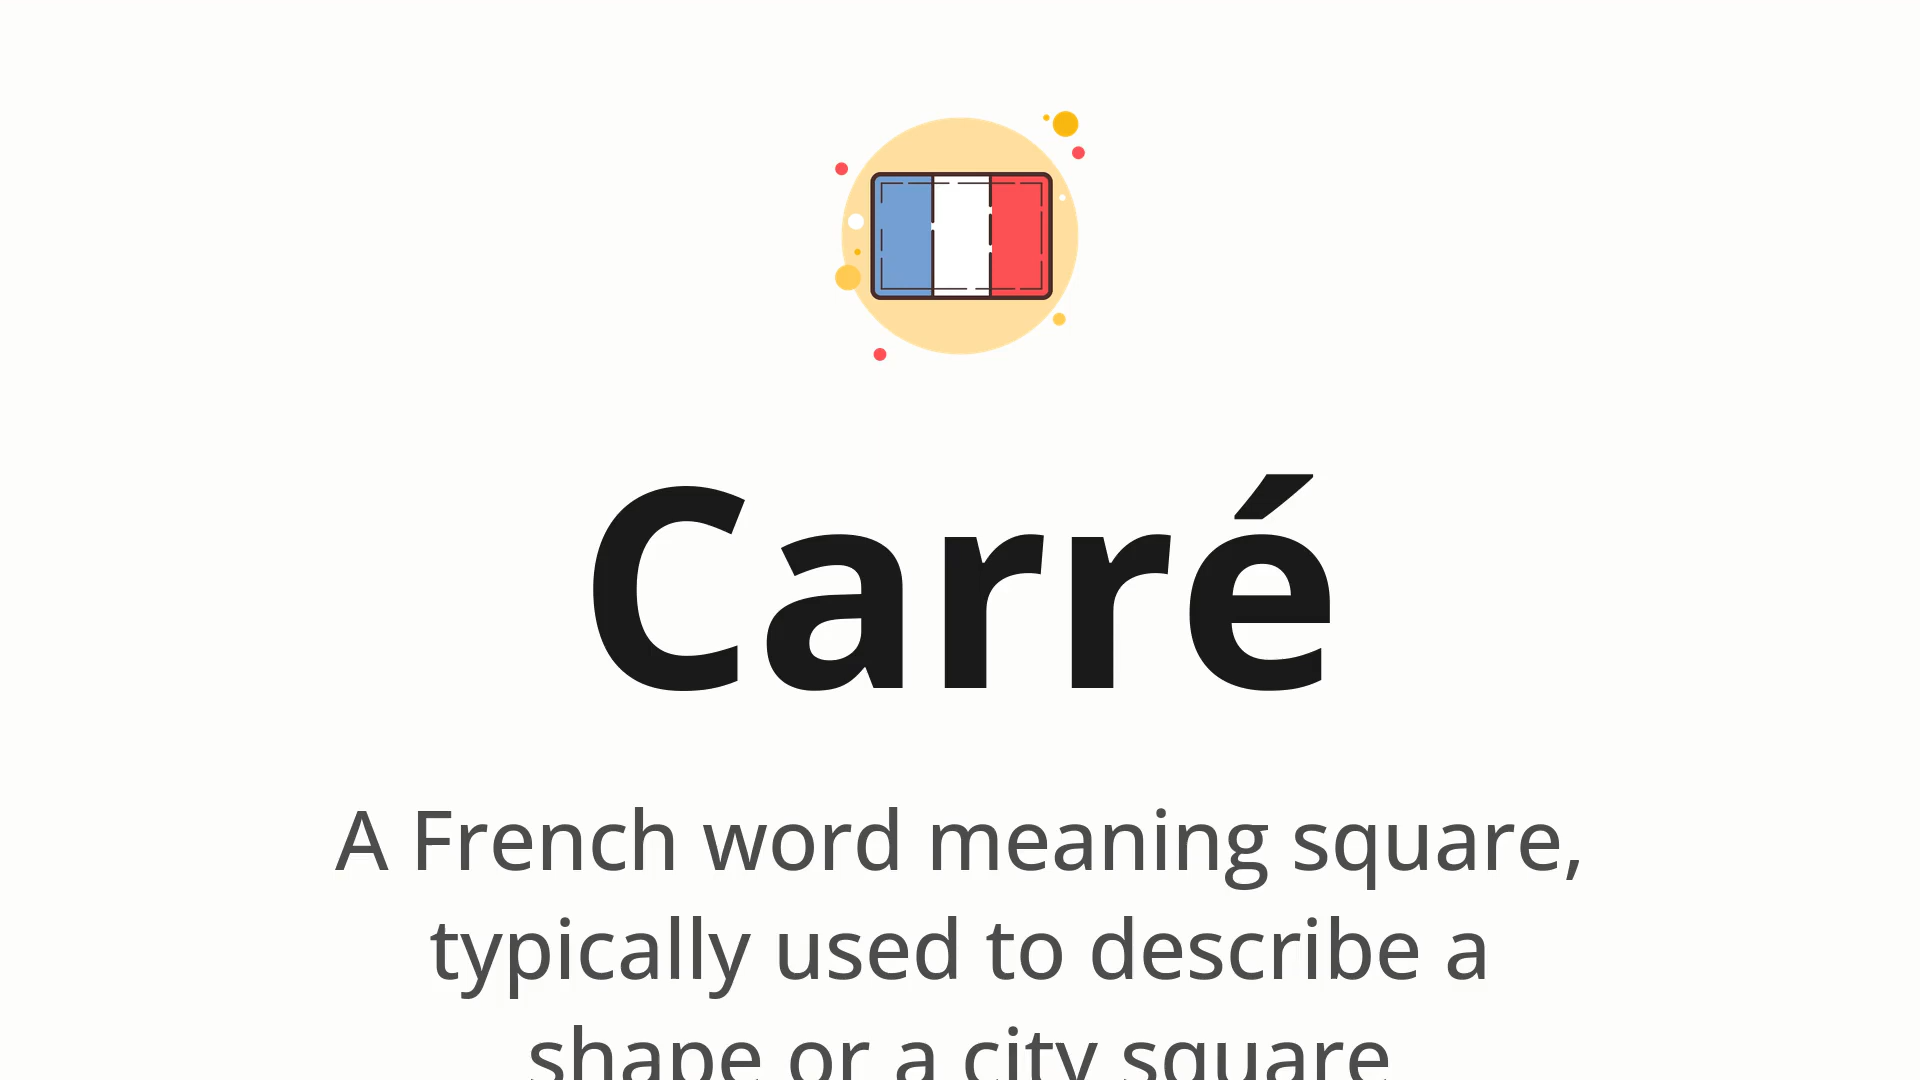 Carré
A French word meaning square,
typically used to describe a
shape or a city square